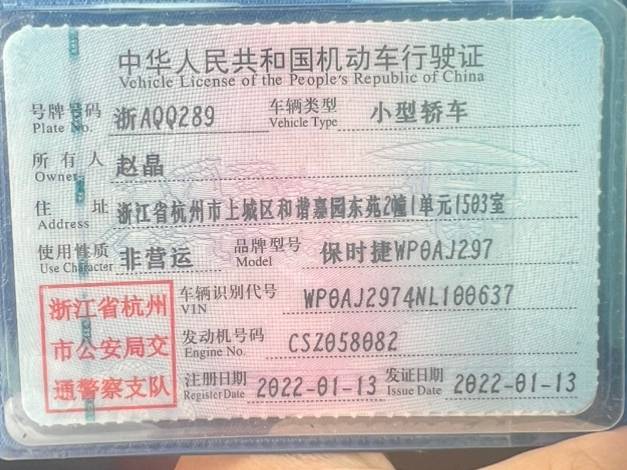 中华人民共和国机动车行驶证
Vehicle License of the People's Republic of China
号牌号码 浙AQQ289 车辆类型 小型轿车
Plate No. Vehicle Type
所有人 赵晶
Owner
住址 浙江省杭州市上城区和谐嘉园东苑2幢1单元1503室
Address
使用性质 非营运 品牌型号 保时捷WP0AJ297
Use Character Model
浙江省杭州
市公安局交
通警察支队
车辆识别代号 WP0AJ2974NL100637
VIN
发动机号码 CSZ058082
Engine No.
注册日期 2022-01-13 发证日期 2022-01-13
Register Date Issue Date